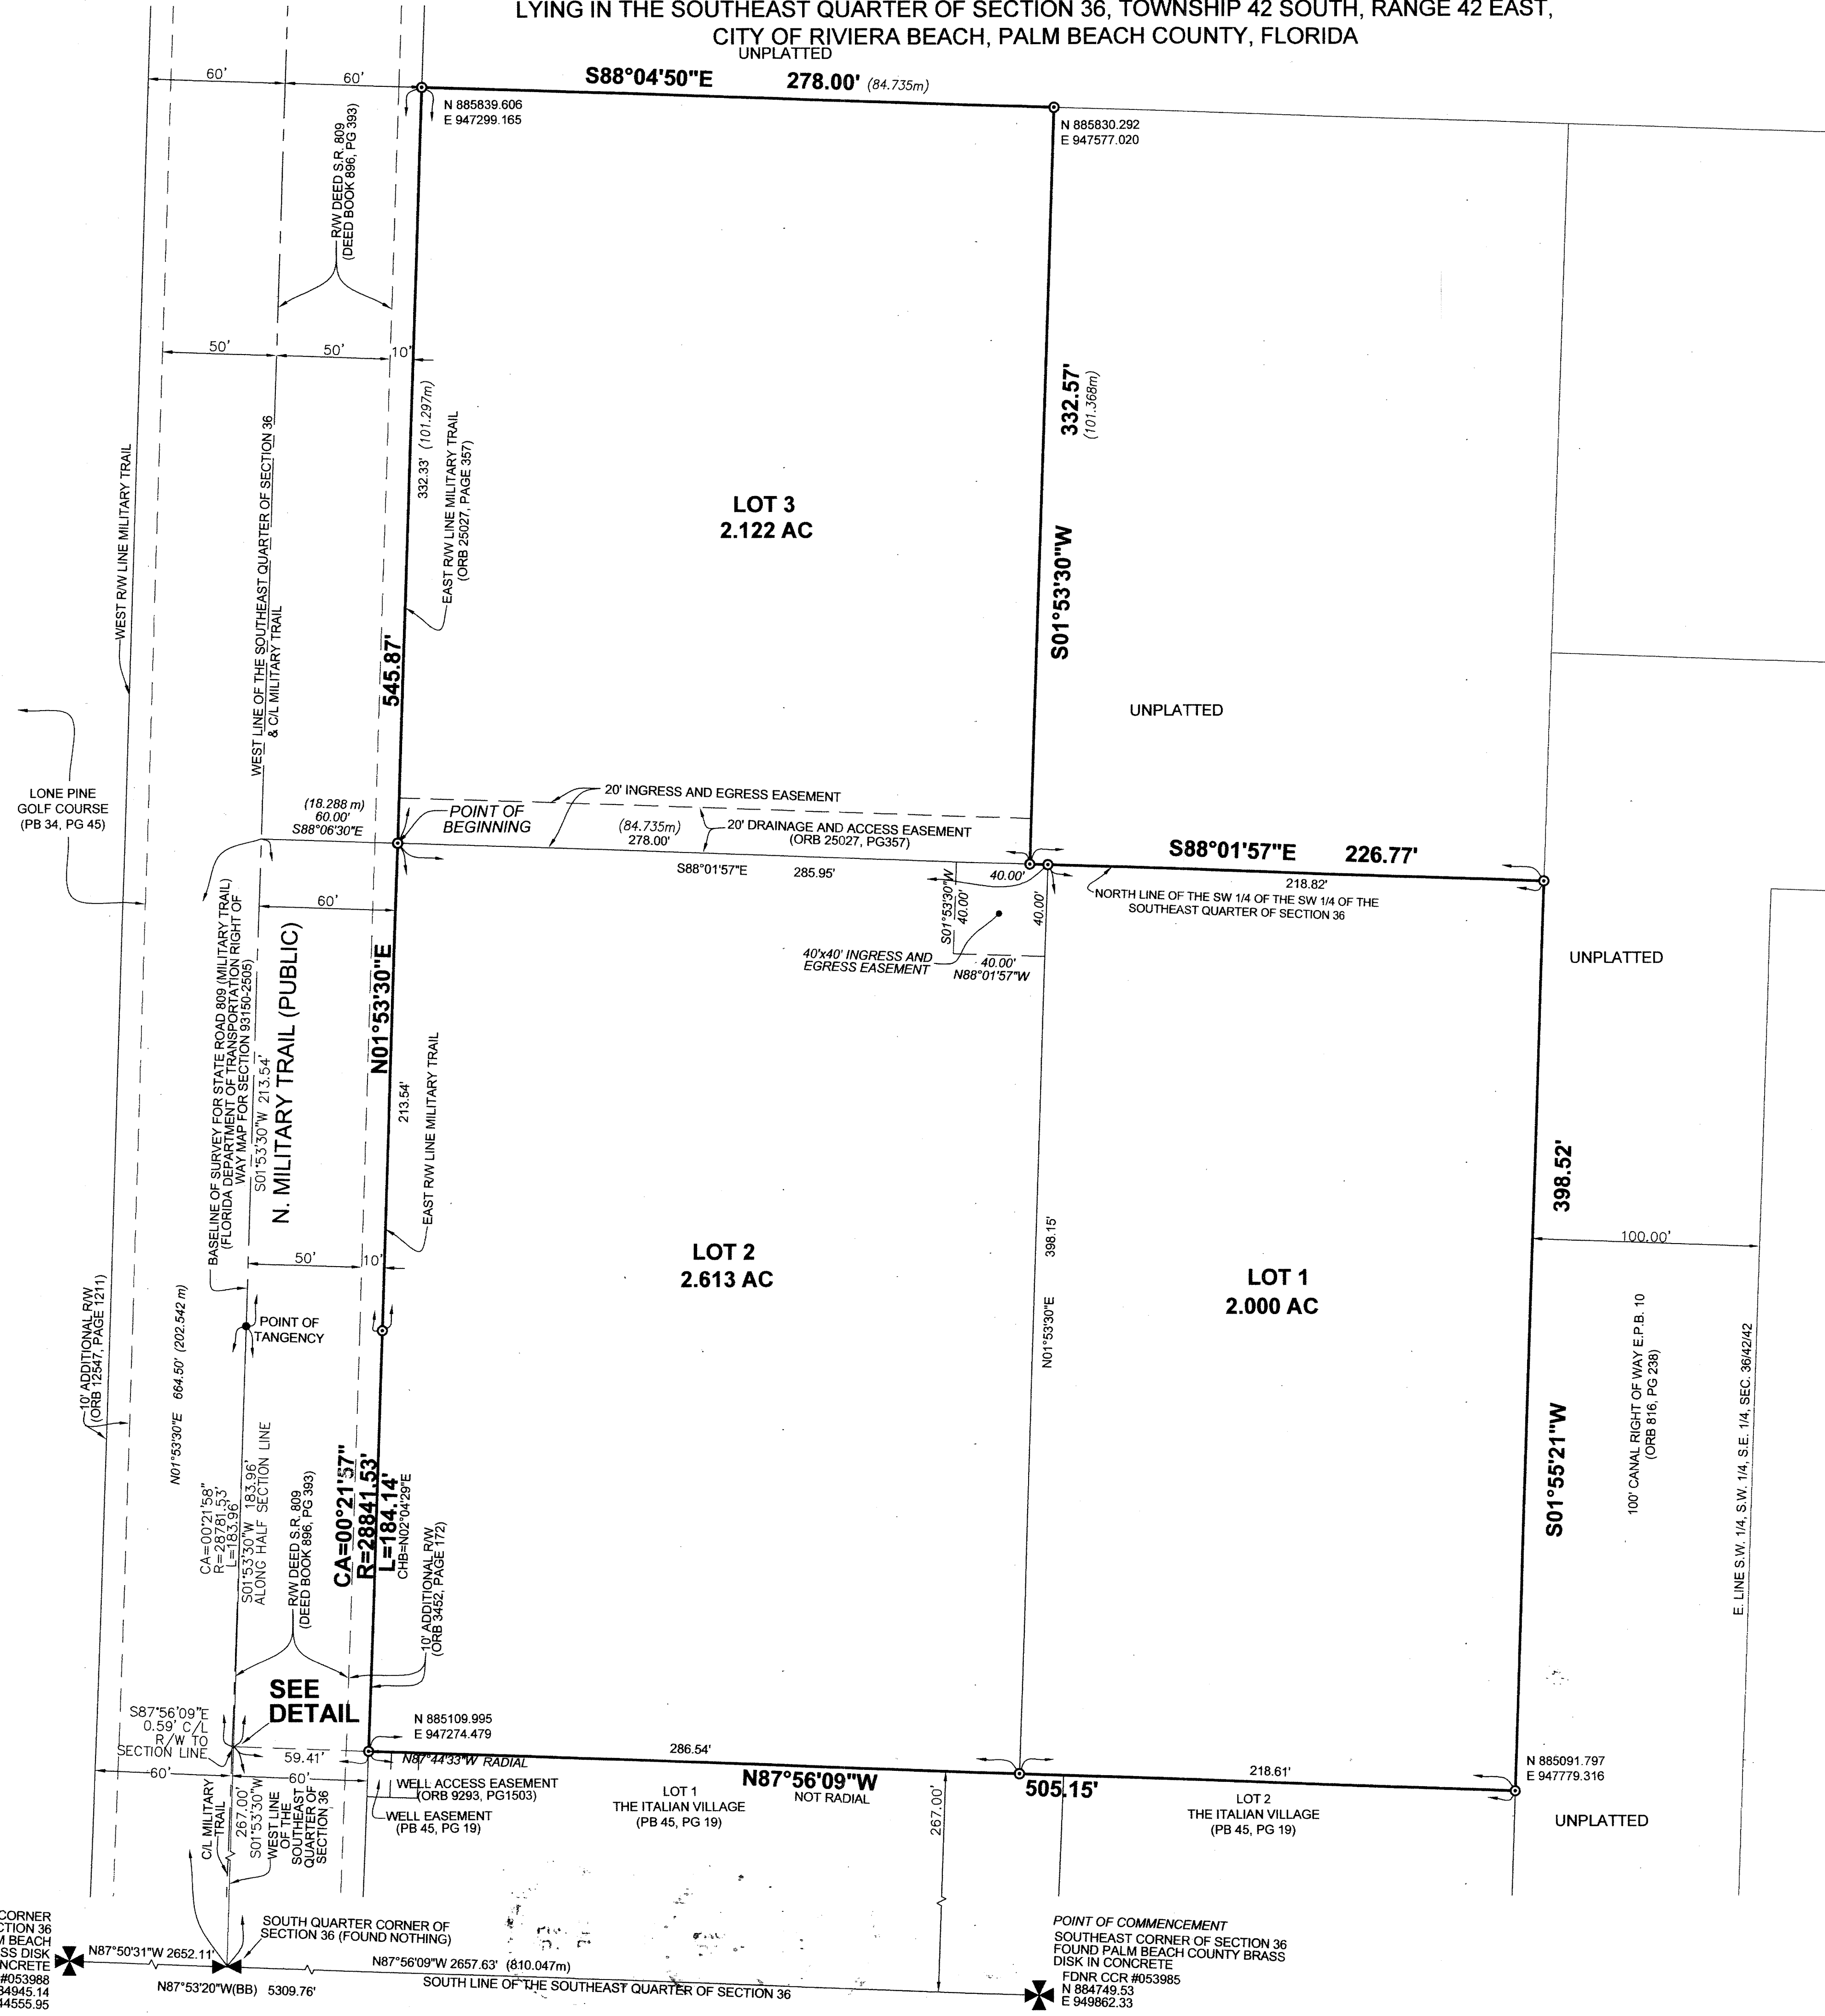 LYING IN THE SOUTHEAST QUARTER OF SECTION 36, TOWNSHIP 42 SOUTH, RANGE 42 EAST,
CITY OF RIVIERA BEACH, PALM BEACH COUNTY, FLORIDA
UNPLATTED
60'
60'
S88°04'50"E 278.00' (84.735m)
N 885839.606
E 947299.165
N 885830.292
E 947577.020
R/W DEED S.R. 809
(DEED BOOK 896, PG 393)
50'
50'
10'
332.33' (101.297m)
EAST R/W LINE MILITARY TRAIL
(ORB 25027, PAGE 357)
332.57'
(101.368m)
S01°53'30"W
WEST R/W LINE MILITARY TRAIL
WEST LINE OF THE SOUTHEAST QUARTER OF SECTION 36
& C/L MILITARY TRAIL
LOT 3
2.122 AC
545.87'
UNPLATTED
LONE PINE
GOLF COURSE
(PB 34, PG 45)
(18.288 m)
60.00'
S88°06'30"E
POINT OF
BEGINNING
20' INGRESS AND EGRESS EASEMENT
(84.735m)
278.00'
20' DRAINAGE AND ACCESS EASEMENT
(ORB 25027, PG357)
S88°01'57"E 285.95'
S88°01'57"E 226.77'
218.82'
NORTH LINE OF THE SW 1/4 OF THE SW 1/4 OF THE
SOUTHEAST QUARTER OF SECTION 36
40.00'
S01°53'30"W
40.00'
40.00'
40'x40' INGRESS AND
EGRESS EASEMENT
40.00'
N88°01'57"W
60'
UNPLATTED
BASELINE OF SURVEY FOR STATE ROAD 809 (MILITARY TRAIL)
(FLORIDA DEPARTMENT OF TRANSPORTATION RIGHT OF
WAY MAP FOR SECTION 93150-2505)
S01°53'30"W 213.54'
N. MILITARY TRAIL (PUBLIC)
N01°53'30"E
213.54'
EAST R/W LINE MILITARY TRAIL
50'
10'
LOT 2
2.613 AC
398.15'
N01°53'30"E
LOT 1
2.000 AC
398.52'
S01°55'21"W
100.00'
100' CANAL RIGHT OF WAY E.P.B. 10
(ORB 816, PG 238)
E. LINE S.W. 1/4, S.W. 1/4, S.E. 1/4, SEC. 36/42/42
10' ADDITIONAL R/W
(ORB 12547, PAGE 1211)
N01°53'30"E 664.50' (202.542 m)
POINT OF
TANGENCY
CA=00°21'58"
R=28781.53'
L=183.96'
S01°53'30"W 183.96'
ALONG HALF SECTION LINE
R/W DEED S.R. 809
(DEED BOOK 896, PG 393)
CA=00°21'57"
R=28841.53'
L=184.14'
CHB=N02°04'29"E
10' ADDITIONAL R/W
(ORB 3452, PAGE 172)
SEE
DETAIL
S87°56'09"E
0.59' C/L
R/W TO
SECTION LINE
59.41'
60'
60'
N 885109.995
E 947274.479
N87°44'33"W RADIAL
286.54'
N87°56'09"W
NOT RADIAL
505.15'
218.61'
N 885091.797
E 947779.316
WELL ACCESS EASEMENT
(ORB 9293, PG1503)
WELL EASEMENT
(PB 45, PG 19)
LOT 1
THE ITALIAN VILLAGE
(PB 45, PG 19)
LOT 2
THE ITALIAN VILLAGE
(PB 45, PG 19)
UNPLATTED
267.00'
C/L MILITARY
TRAIL
267.00'
S01°53'30"W
WEST LINE
OF THE
SOUTHEAST
QUARTER OF
SECTION 36
CORNER
CTION 36
M BEACH
SS DISK
NCRETE
#053988
84945.14
44555.95
N87°50'31"W 2652.11'
SOUTH QUARTER CORNER OF
SECTION 36 (FOUND NOTHING)
N87°56'09"W 2657.63' (810.047m)
SOUTH LINE OF THE SOUTHEAST QUARTER OF SECTION 36
N87°53'20"W(BB) 5309.76'
POINT OF COMMENCEMENT
SOUTHEAST CORNER OF SECTION 36
FOUND PALM BEACH COUNTY BRASS
DISK IN CONCRETE
FDNR CCR #053985
N 884749.53
E 949862.33